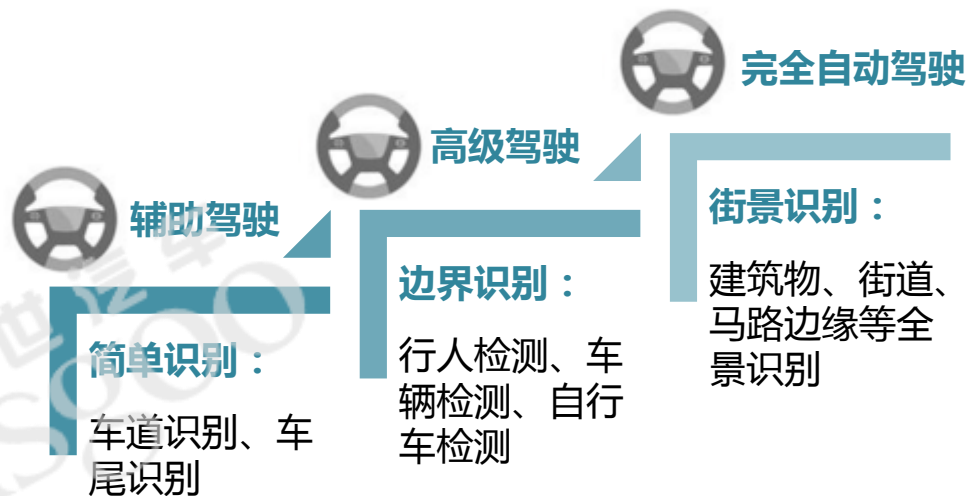 辅助驾驶
简单识别：
车道识别、车
尾识别
高级驾驶
边界识别：
行人检测、车
辆检测、自行
车检测
完全自动驾驶
街景识别：
建筑物、街道、
马路边缘等全
景识别